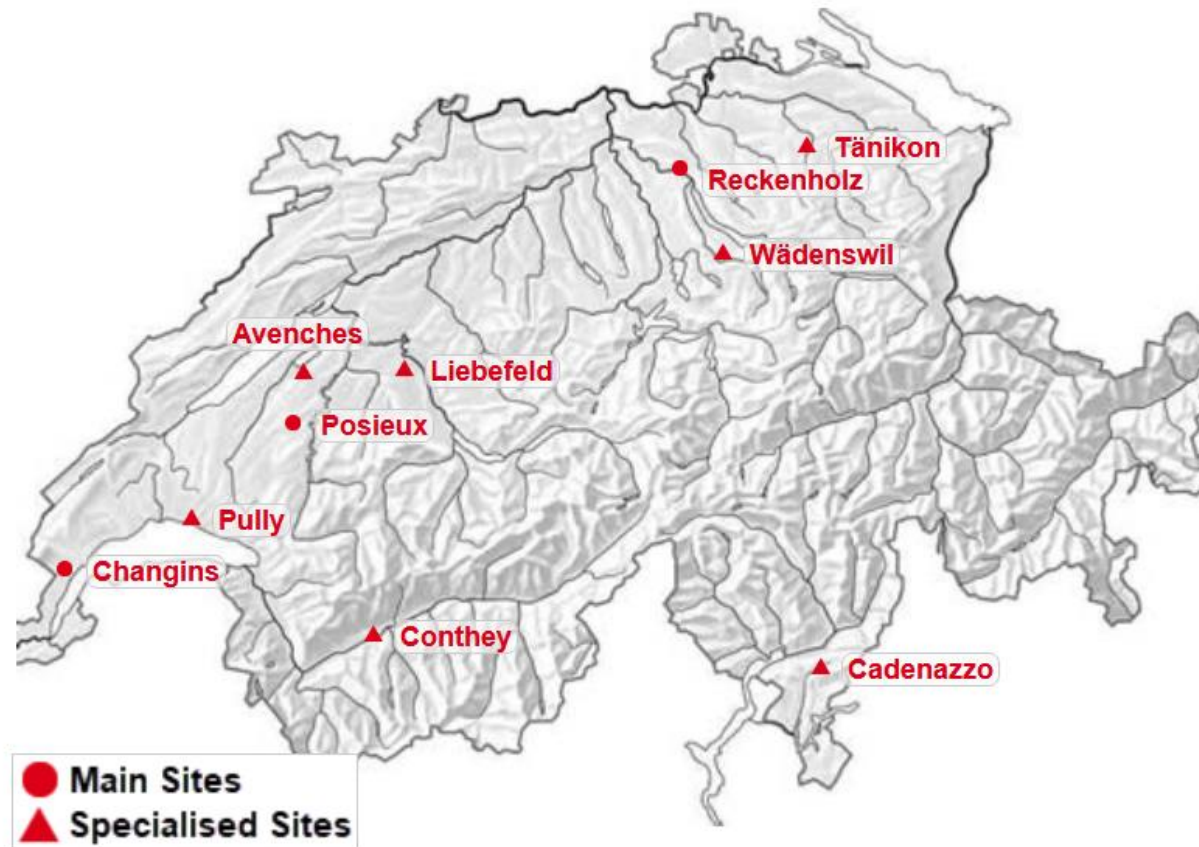 Tänikon
Reckenholz
Wädenswil
Avenches
Liebefeld
Posieux
Pully
Changins
Conthey
Cadenazzo
Main Sites
Specialised Sites